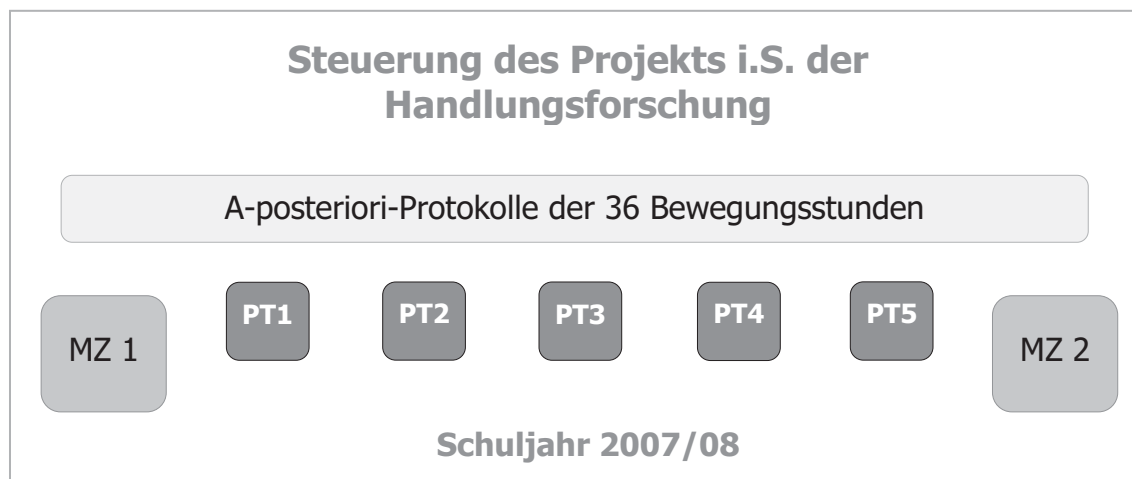 Steuerung des Projekts i.S. der
Handlungsforschung
A-posteriori-Protokolle der 36 Bewegungsstunden
MZ 1
PT1
PT2
PT3
PT4
PT5
MZ 2
Schuljahr 2007/08